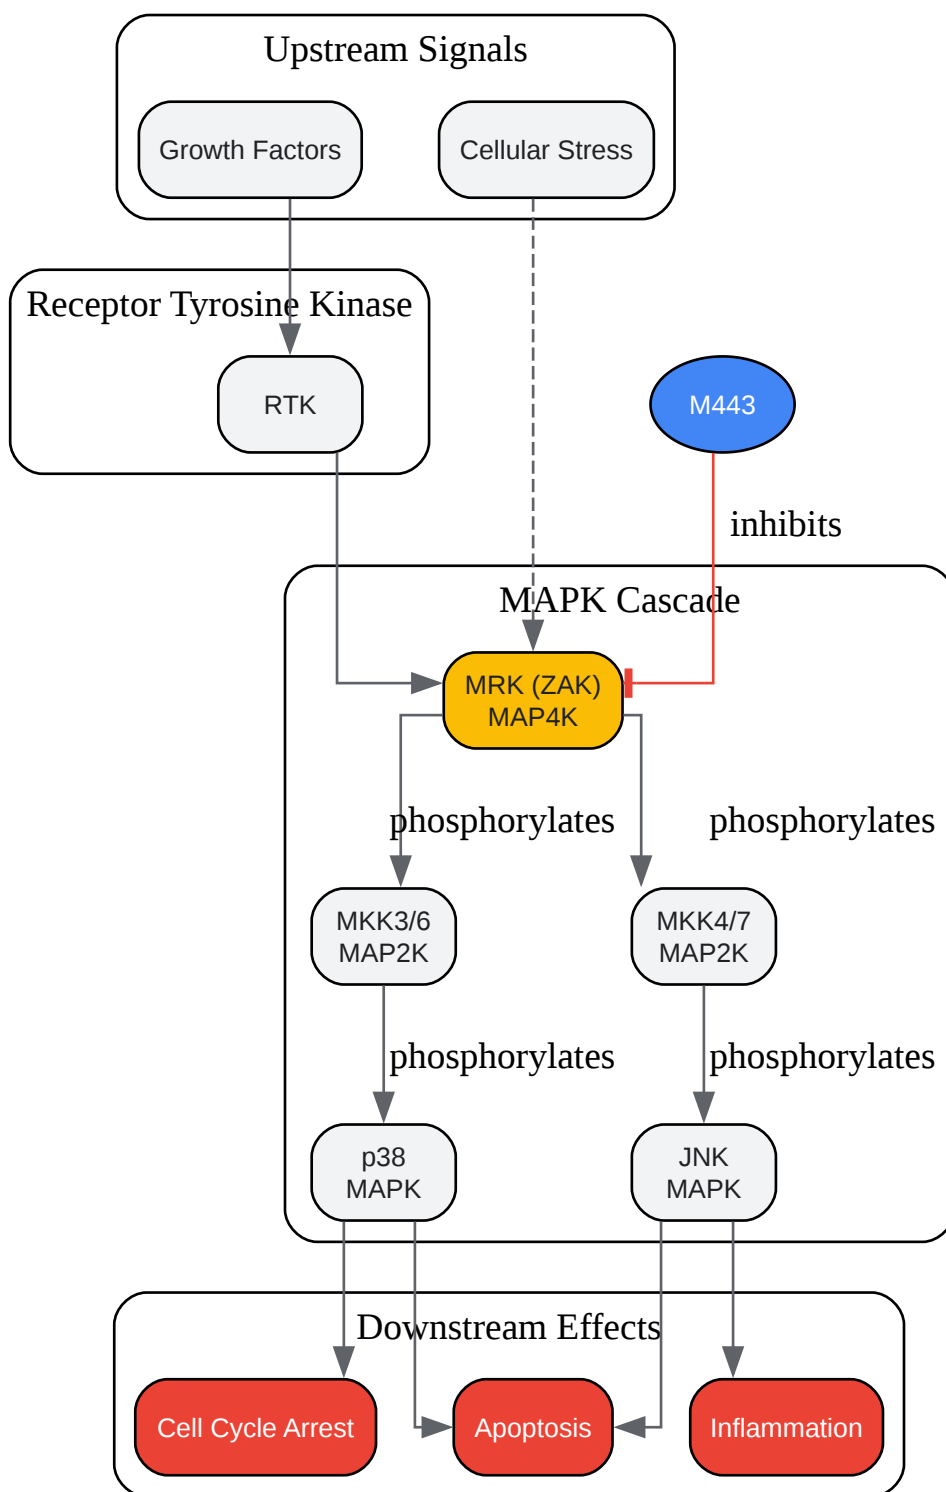 Upstream Signals
Growth Factors
Cellular Stress
Receptor Tyrosine Kinase
RTK
M443
inhibits
MAPK Cascade
MRK (ZAK)
MAP4K
phosphorylates
phosphorylates
MKK3/6
MAP2K
MKK4/7
MAP2K
phosphorylates
phosphorylates
p38
MAPK
JNK
MAPK
Downstream Effects
Cell Cycle Arrest
Apoptosis
Inflammation